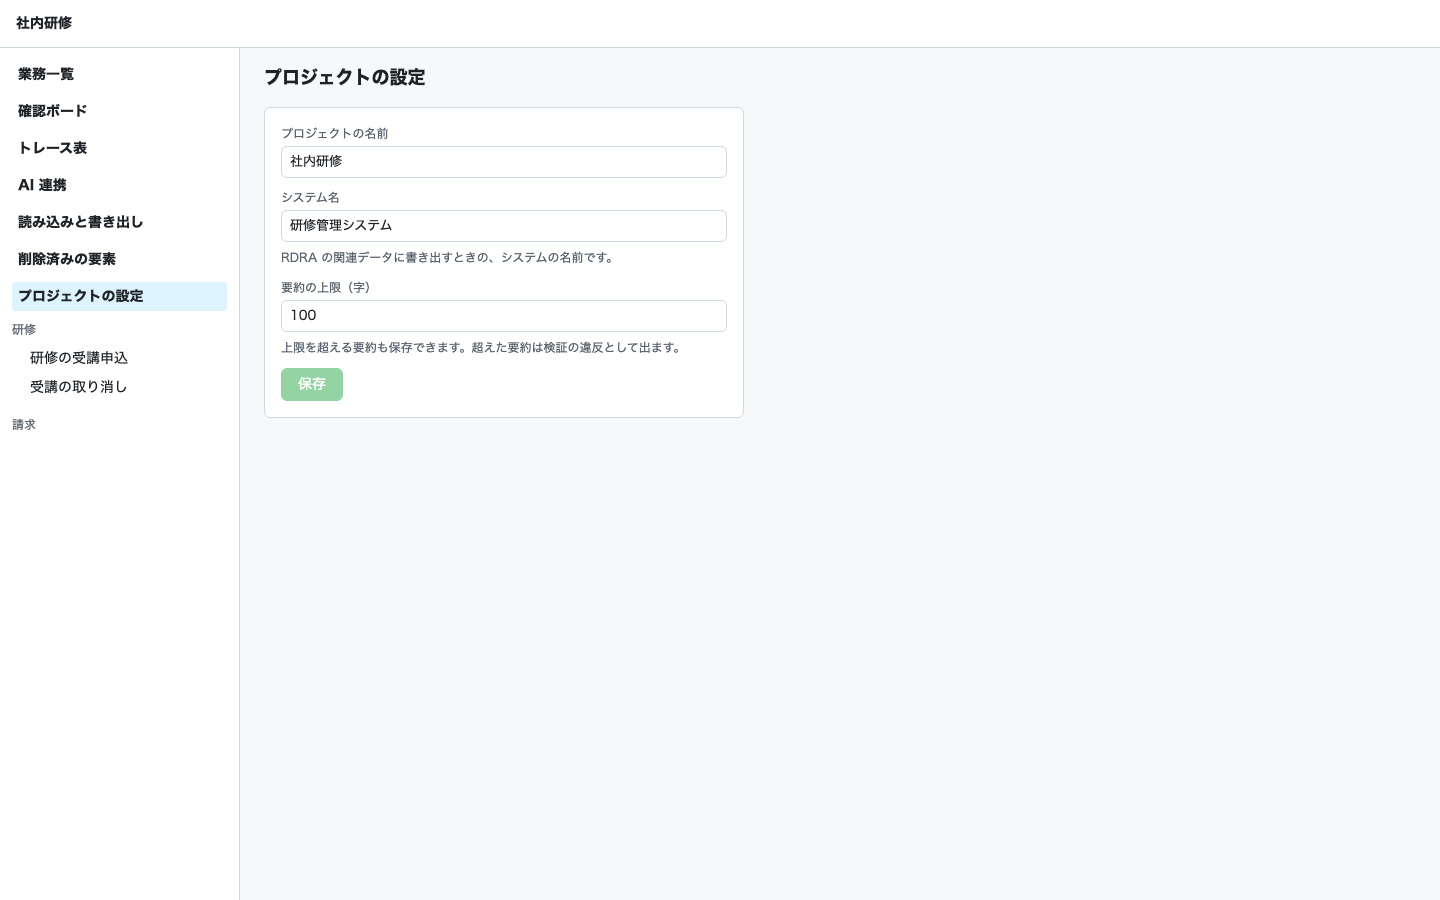 社内研修
業務一覧
確認ボード
トレース表
AI 連携
読み込みと書き出し
削除済みの要素
プロジェクトの設定
研修
研修の受講申込
受講の取り消し
請求
プロジェクトの設定
プロジェクトの名前
社内研修
システム名
研修管理システム
RDRA の関連データに書き出すときの、システムの名前です。
要約の上限（字）
100
上限を超える要約も保存できます。超えた要約は検証の違反として出ます。
保存